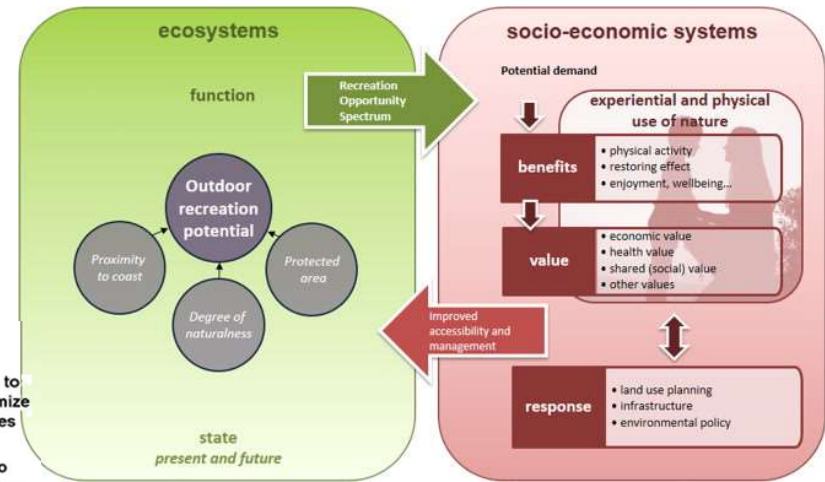 ecosystems
function
Outdoor
recreation
potential
Proximity
to coast
Protected
area
Degree of
naturalness
state
present and future
to
mize
es
o
Recreation
Opportunity
Spectrum
Improved
accessibility and
management
socio-economic systems
Potential demand
experiential and physical
use of nature
benefits
• physical activity
• restoring effect
• enjoyment, wellbeing...
value
• economic value
• health value
• shared (social) value
• other values
response
• land use planning
• infrastructure
• environmental policy